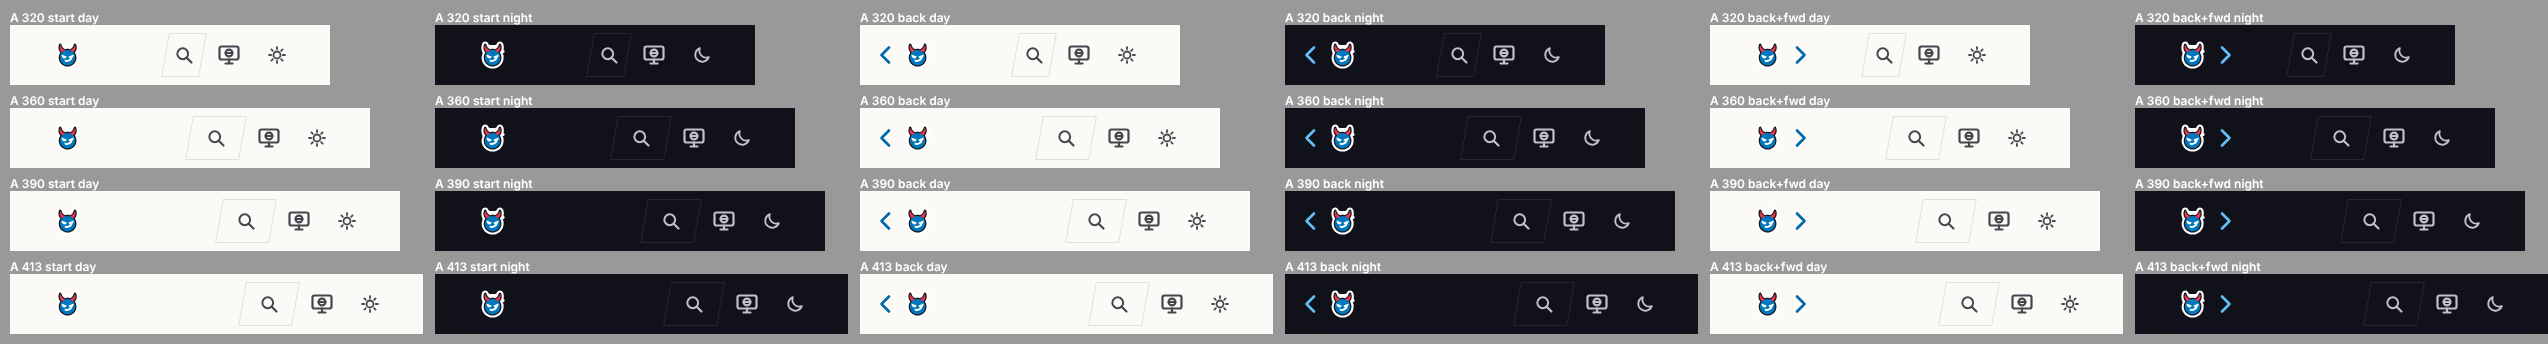 A 320 start day
A 320 start night
A 320 back day
A 320 back night
A 320 back+fwd day
A 320 back+fwd night
A 360 start day
A 360 start night
A 360 back day
A 360 back night
A 360 back+fwd day
A 360 back+fwd night
A 390 start day
A 390 start night
A 390 back day
A 390 back night
A 390 back+fwd day
A 390 back+fwd night
A 413 start day
A 413 start night
A 413 back day
A 413 back night
A 413 back+fwd day
A 413 back+fwd night